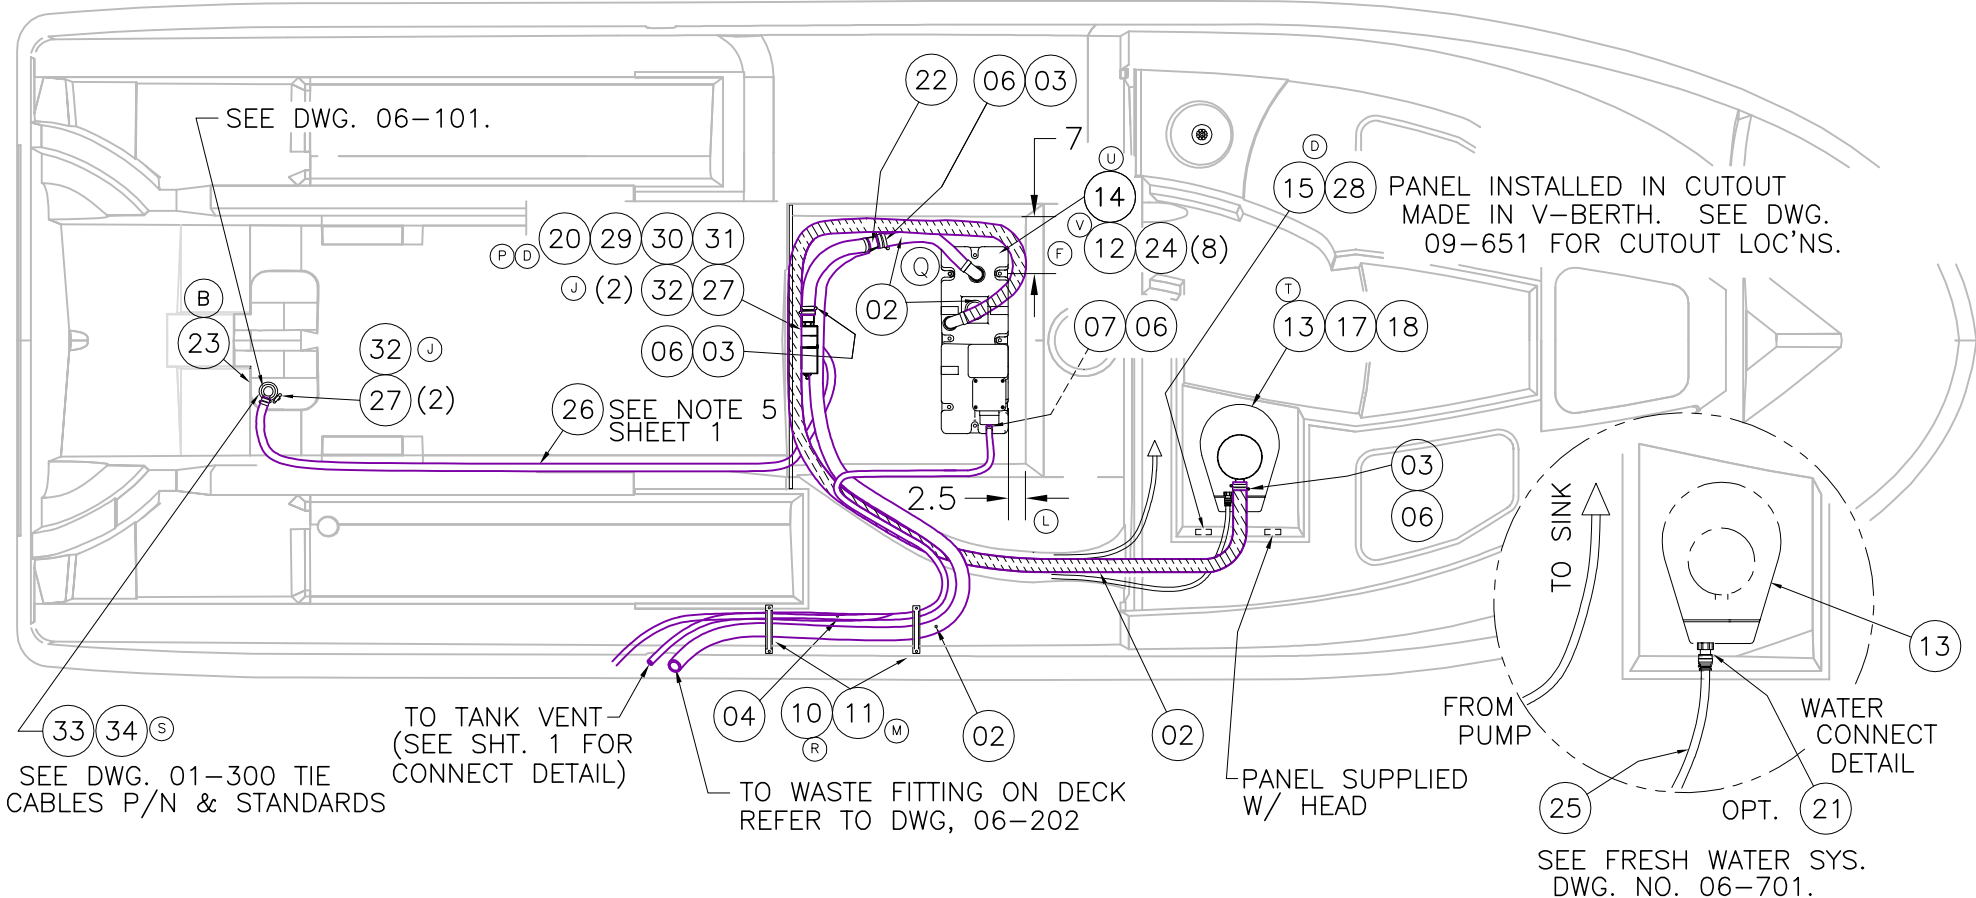 22 06 03
SEE DWG. 06-101.
7
D
U
15 28 PANEL INSTALLED IN CUTOUT
MADE IN V-BERTH. SEE DWG.
09-651 FOR CUTOUT LOC'NS.
14
V
P D 20 29 30 31
F 12 24 (8)
Q
J (2) 32 27
B
T
02
23
32 J
07 06
13 17 18
06 03
27 (2)
26 SEE NOTE 5
SHEET 1
03
06
2.5
L
TO SINK
13
33 34 S
SEE DWG. 01-300 TIE
CABLES P/N & STANDARDS
TO TANK VENT
(SEE SHT. 1 FOR
CONNECT DETAIL)
04
10 11
R
M
02
02
FROM
PUMP
WATER
CONNECT
DETAIL
TO WASTE FITTING ON DECK
REFER TO DWG, 06-202
PANEL SUPPLIED
W/ HEAD
25
OPT. 21
SEE FRESH WATER SYS.
DWG. NO. 06-701.